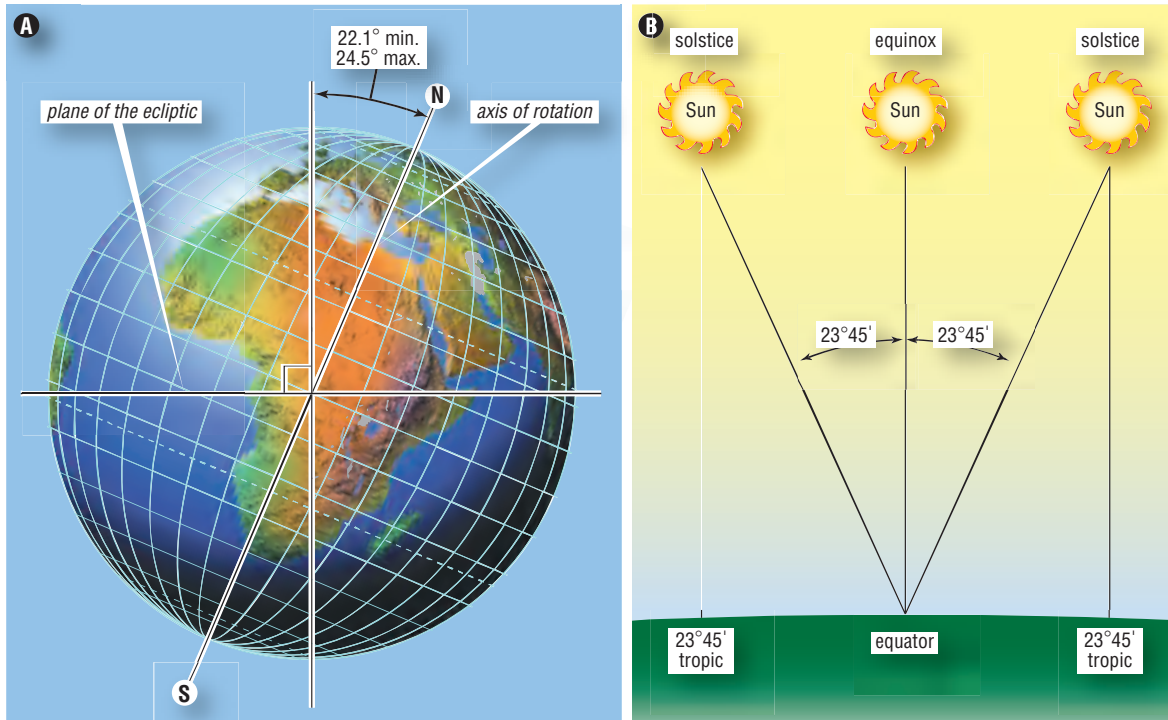 A
22.1° min.
24.5° max.
N
plane of the ecliptic
axis of rotation
S
B
solstice
equinox
solstice
Sun
Sun
Sun
23°45'
23°45'
23°45'
tropic
equator
23°45'
tropic